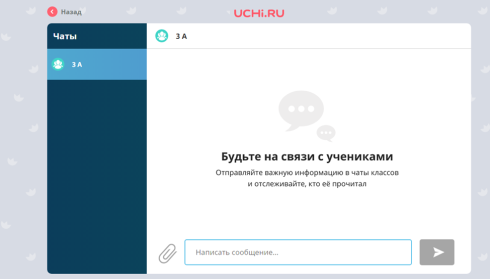 Назад
UCHi.RU
Чаты
3 А
3 А
Будьте на связи с учениками
Отправляйте важную информацию в чаты классов
и отслеживайте, кто её прочитал
Написать сообщение...